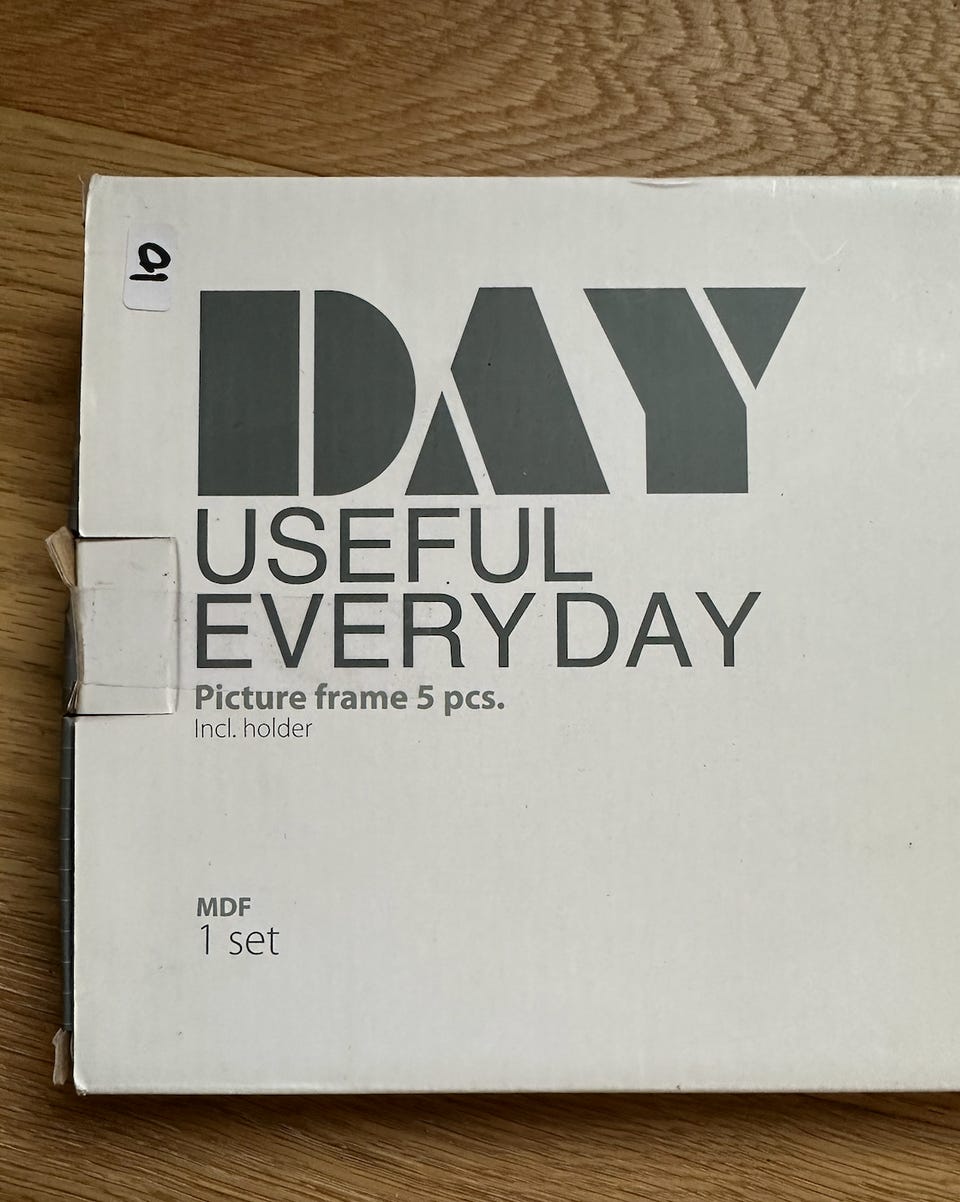 DAY
USEFUL
EVERYDAY
Picture frame 5 pcs.
Incl. holder
MDF
1 set